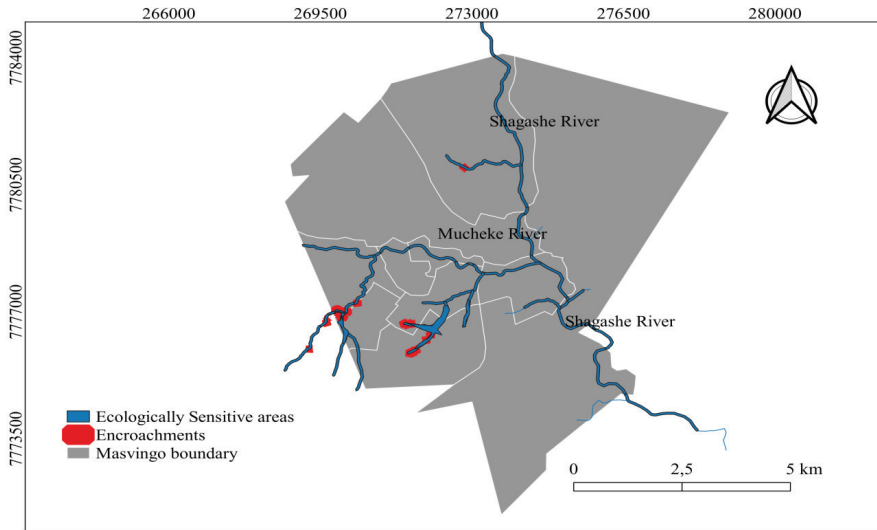 266000 269500 273000 276500 280000
7784000
7780500
7777000
7773500
Shagashe River
Mucheke River
Shagashe River
Ecologically Sensitive areas
Encroachments
Masvingo boundary
0 2,5 5 km